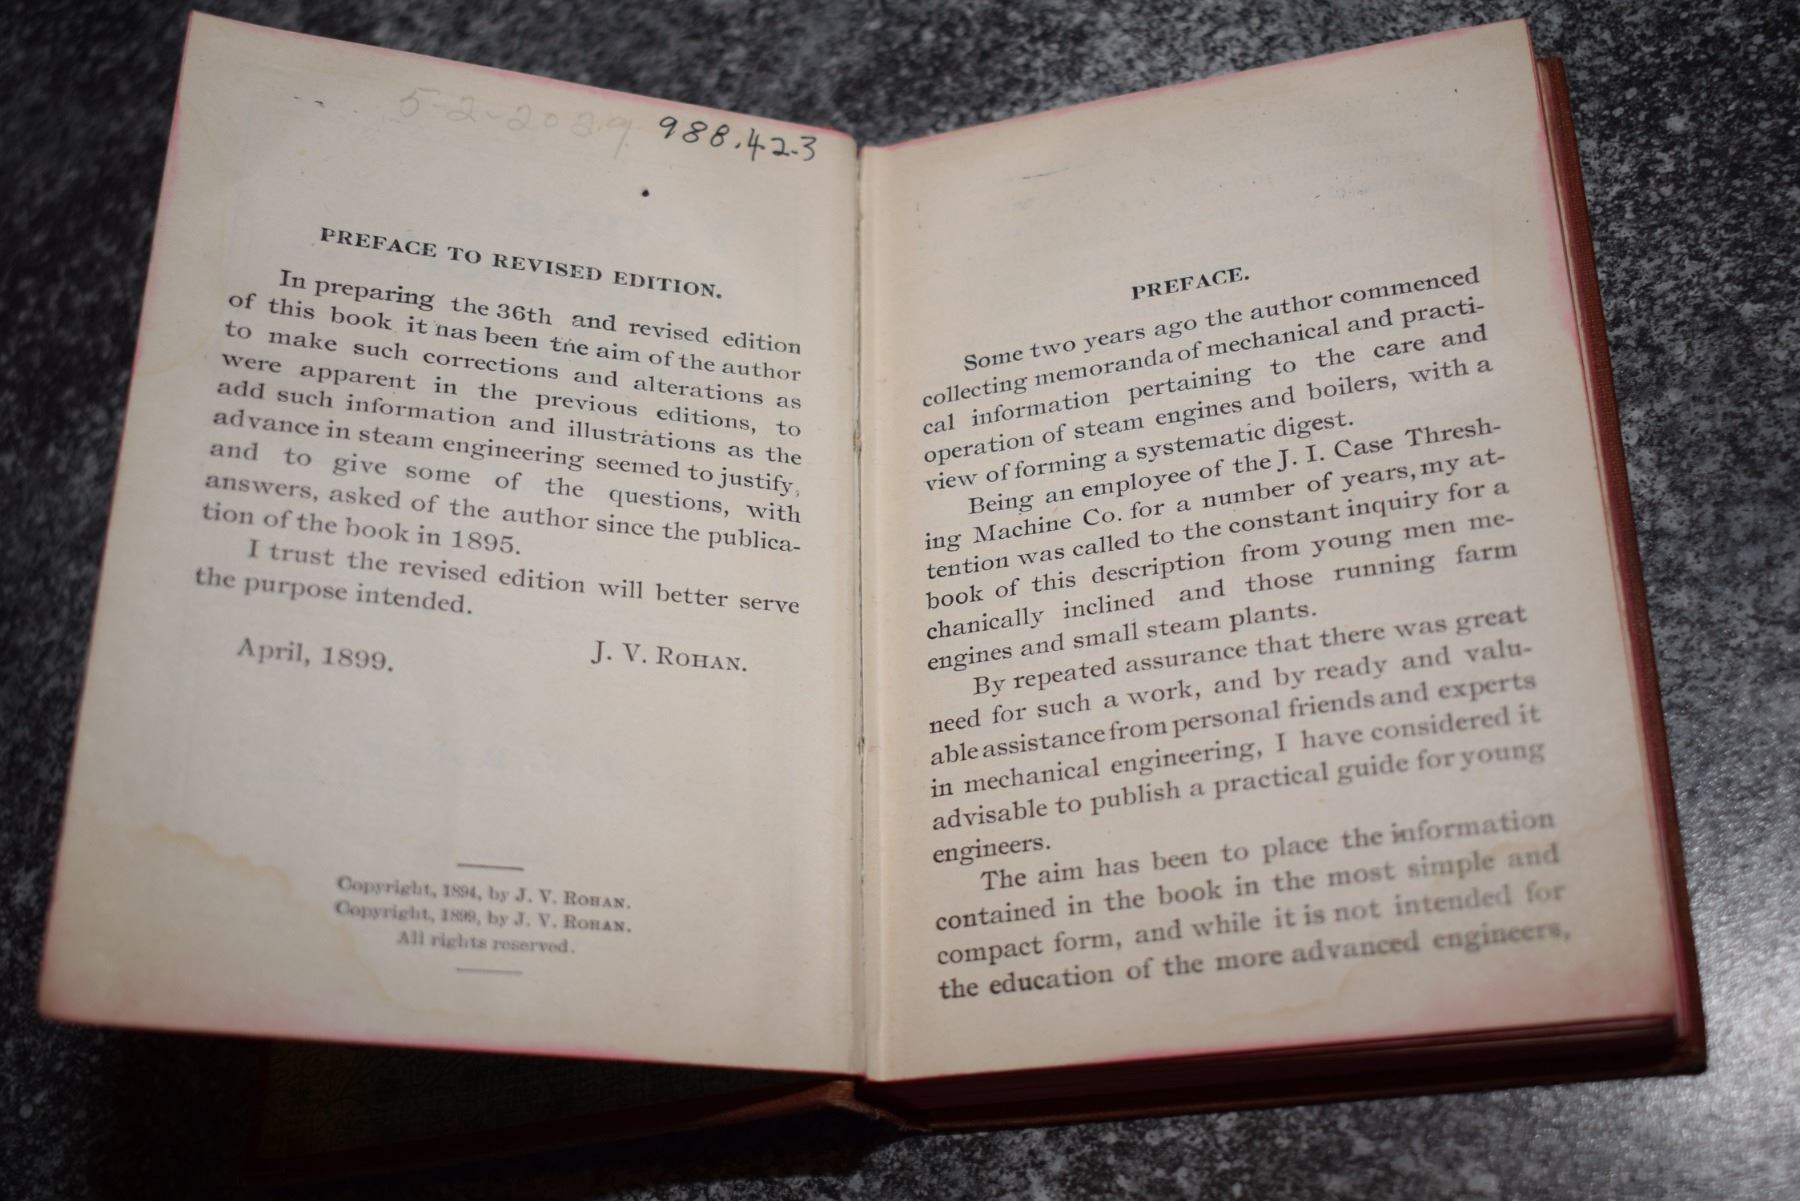 988.42.3
PREFACE TO REVISED EDITION.
In preparing the 36th and revised edition
of this book it has been the aim of the author
to make such corrections and alterations as
were apparent in the previous editions, to
add such information and illustrations as the
advance in steam engineering seemed to justify,
and to give some of the questions, with
answers, asked of the author since the publica-
tion of the book in 1895.
I trust the revised edition will better serve
the purpose intended.
April, 1899. J. V. ROHAN.
Copyright, 1894, by J. V. ROHAN.
Copyright, 1899, by J. V. ROHAN.
All rights reserved.
PREFACE.
Some two years ago the author commenced
collecting memoranda of mechanical and practi-
cal information pertaining to the care and
operation of steam engines and boilers, with a
view of forming a systematic digest.
Being an employee of the J. I. Case Thresh-
ing Machine Co. for a number of years, my at-
tention was called to the constant inquiry for a
book of this description from young men me-
chanically inclined and those running farm
engines and small steam plants.
By repeated assurance that there was great
need for such a work, and by ready and valu-
able assistance from personal friends and experts
in mechanical engineering, I have considered it
advisable to publish a practical guide for young
engineers.
The aim has been to place the information
contained in the book in the most simple and
compact form, and while it is not intended for
the education of the more advanced engineers,